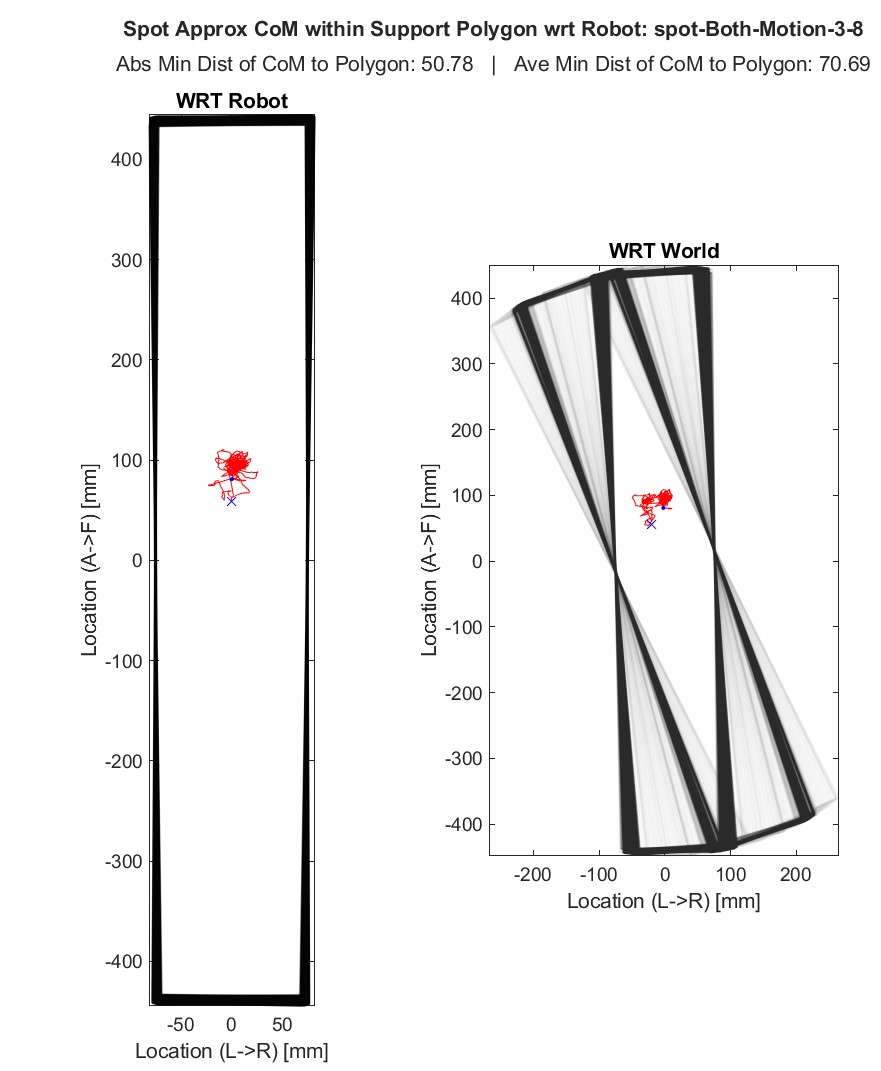 Spot Approx CoM within Support Polygon wrt Robot: spot-Both-Motion-3-8
Abs Min Dist of CoM to Polygon: 50.78 | Ave Min Dist of CoM to Polygon: 70.69
WRT Robot
400
300
200
100
0
-100
-200
-300
-400
Location (A->F) [mm]
-50 0 50
Location (L->R) [mm]
WRT World
400
300
200
100
0
-100
-200
-300
-400
Location (A->F) [mm]
-200 -100 0 100 200
Location (L->R) [mm]